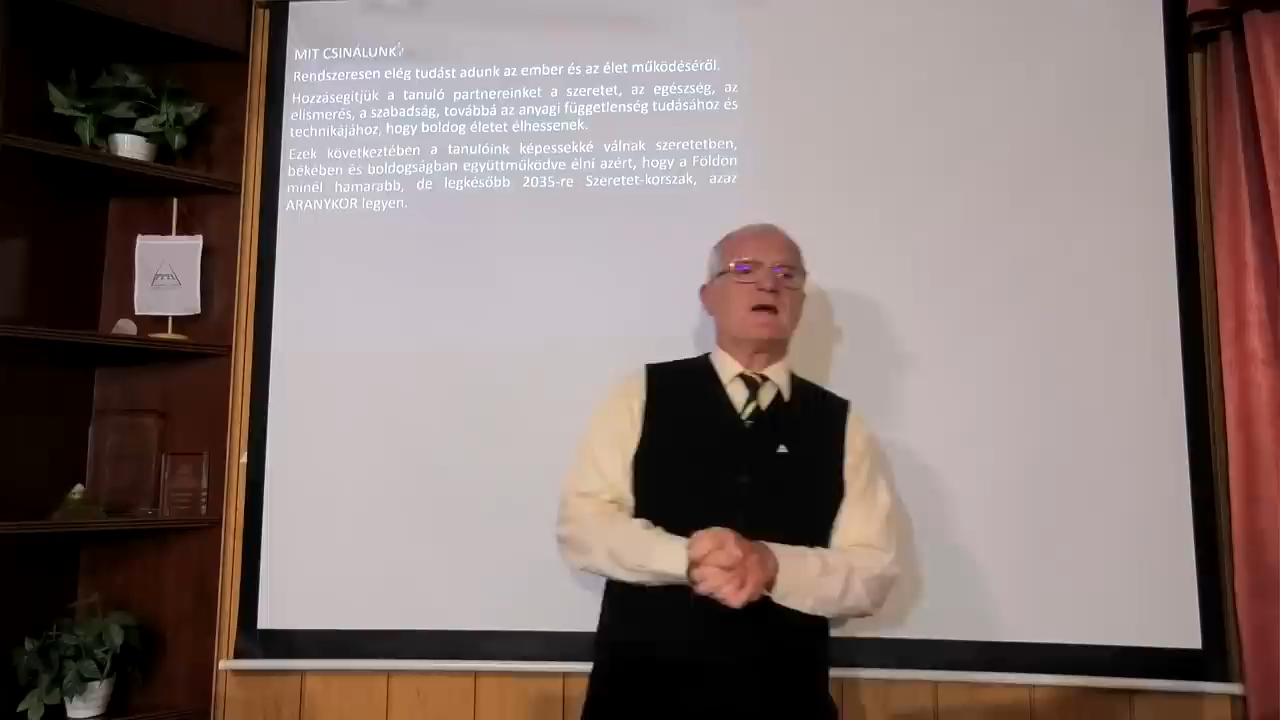 MIT CSINÁLUNK?
Rendszeresen elég tudást adunk az ember és az élet működéséről.
Hozzásegítjük a tanuló partnereinket a szeretet, az egészség, az
elismerés, a szabadság, továbbá az anyagi függetlenség tudásához és
technikájához, hogy boldog életet élhessenek.
Ezek következtében a tanulóink képessekké válnak szeretetben,
békében és boldogságban együttműködve élni azért, hogy a Földön
minél hamarabb, de legkésőbb 2035-re Szeretet-korszak, azaz
ARANYKOR legyen.